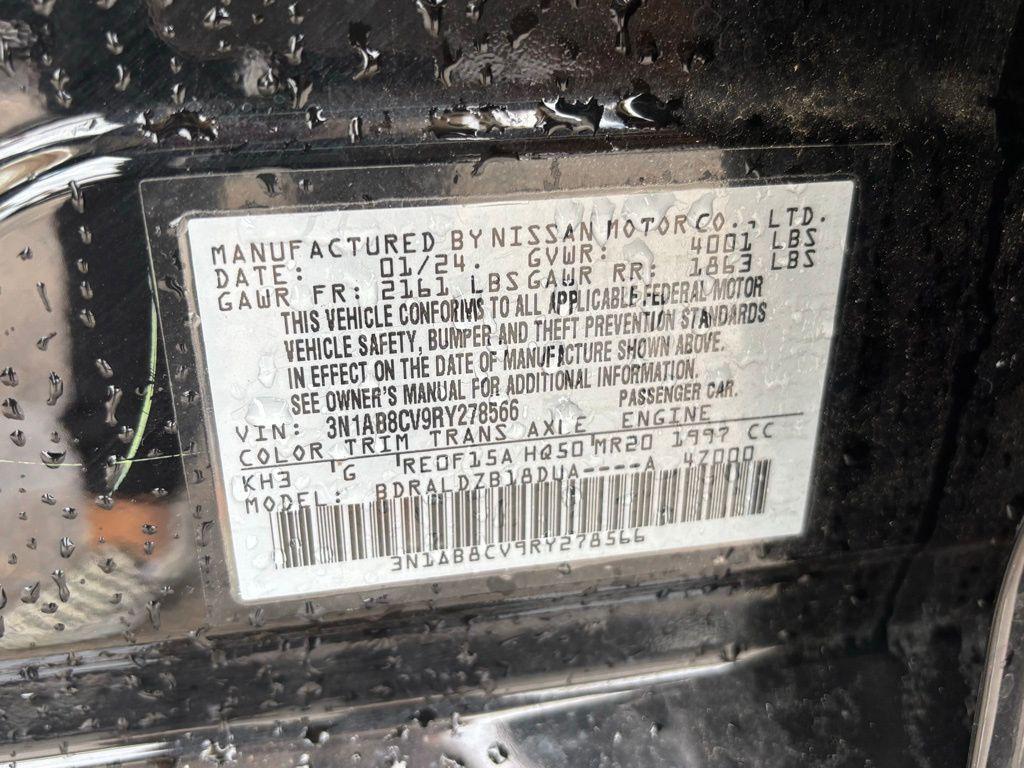 MANUFACTURED BY NISSAN MOTOR CO., LTD.
DATE: 01/24. GVWR: 4001 LBS
GAWR FR: 2161 LBS GAWR RR: 1863 LBS
THIS VEHICLE CONFORMS TO ALL APPLICABLE FEDERAL MOTOR
VEHICLE SAFETY, BUMPER AND THEFT PREVENTION STANDARDS
IN EFFECT ON THE DATE OF MANUFACTURE SHOWN ABOVE.
SEE OWNER'S MANUAL FOR ADDITIONAL INFORMATION.
VIN: 3N1AB8CV9RY278566 PASSENGER CAR.
COLOR TRIM TRANS AXLE ENGINE
KH3 G RE0F15A HQ50 MR20 1997 CC
MODEL: BDRALDZB18DUA----A 47000
3N1AB8CV9RY278566